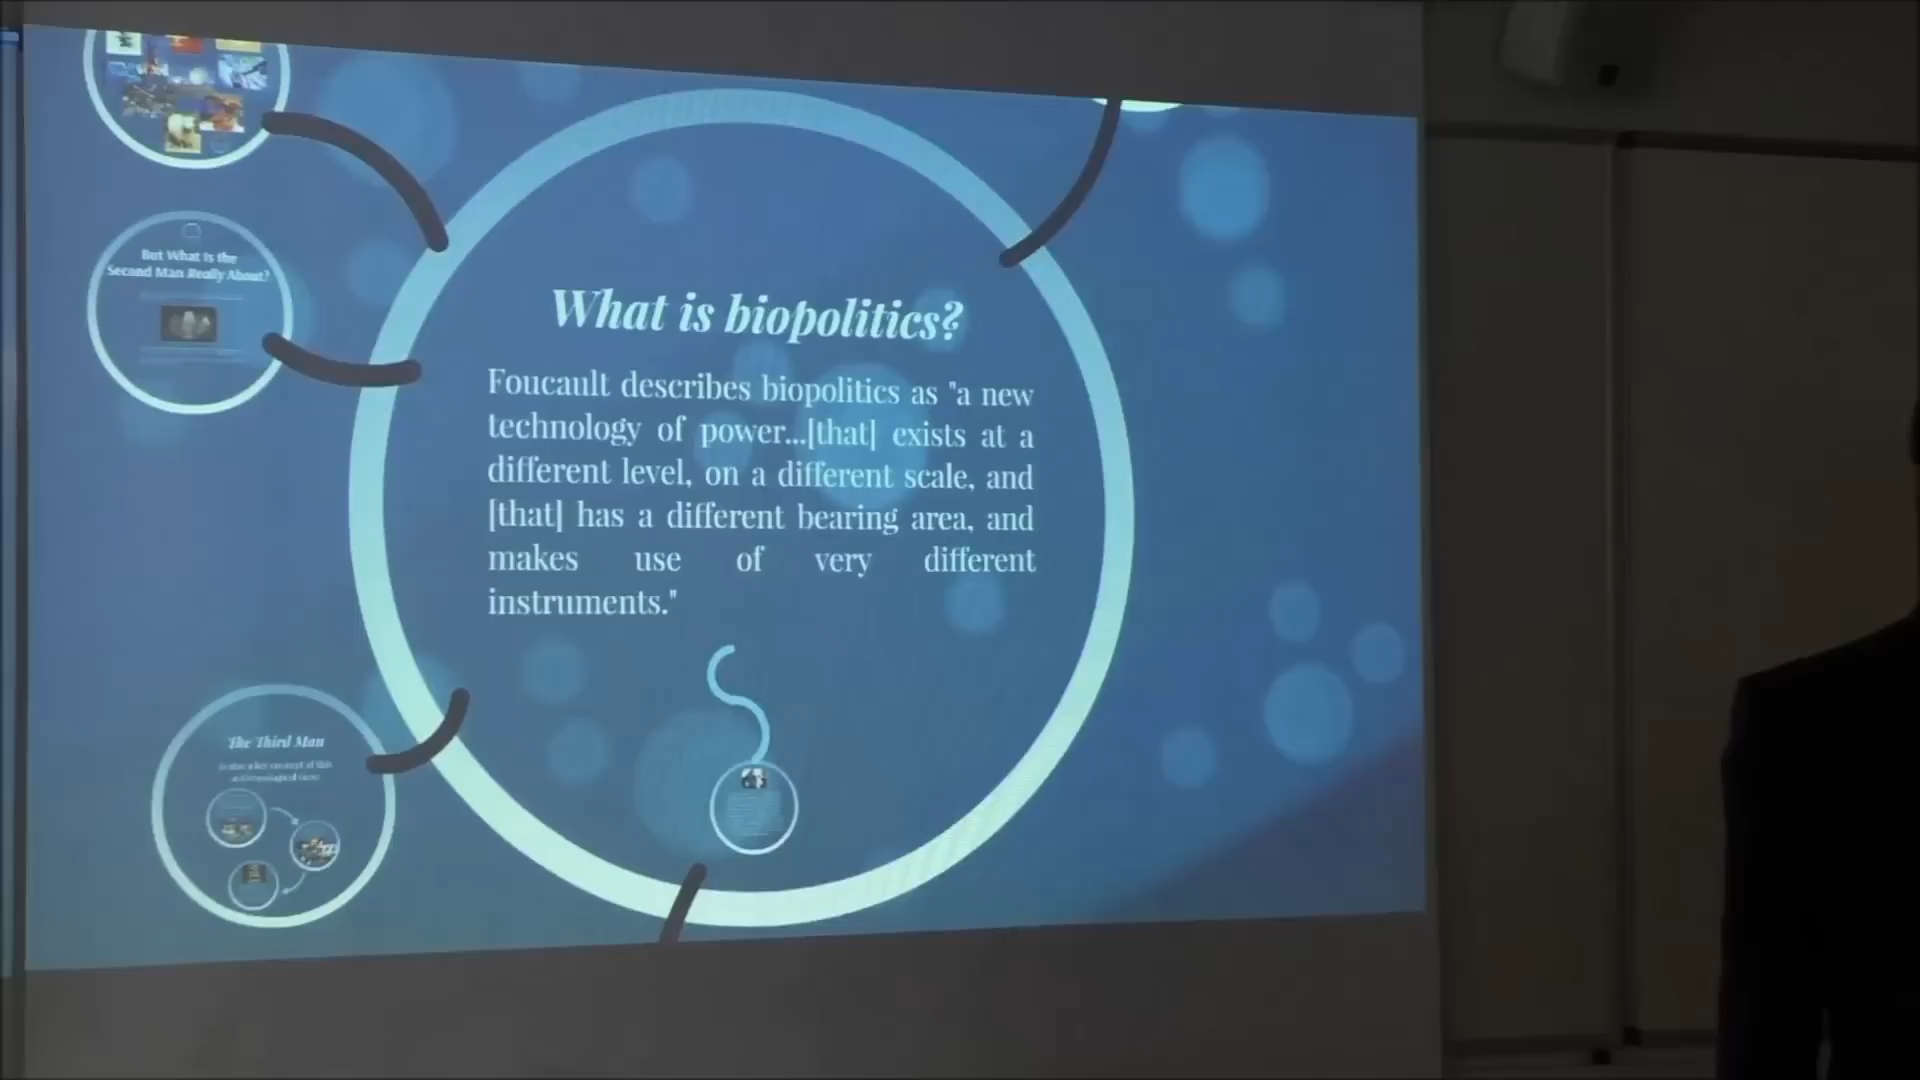 But What Is the
Second Man Really About?
What is biopolitics?
Foucault describes biopolitics as "a new
technology of power...[that] exists at a
different level, on a different scale, and
[that] has a different bearing area, and
makes use of very different
instruments."
The Third Man